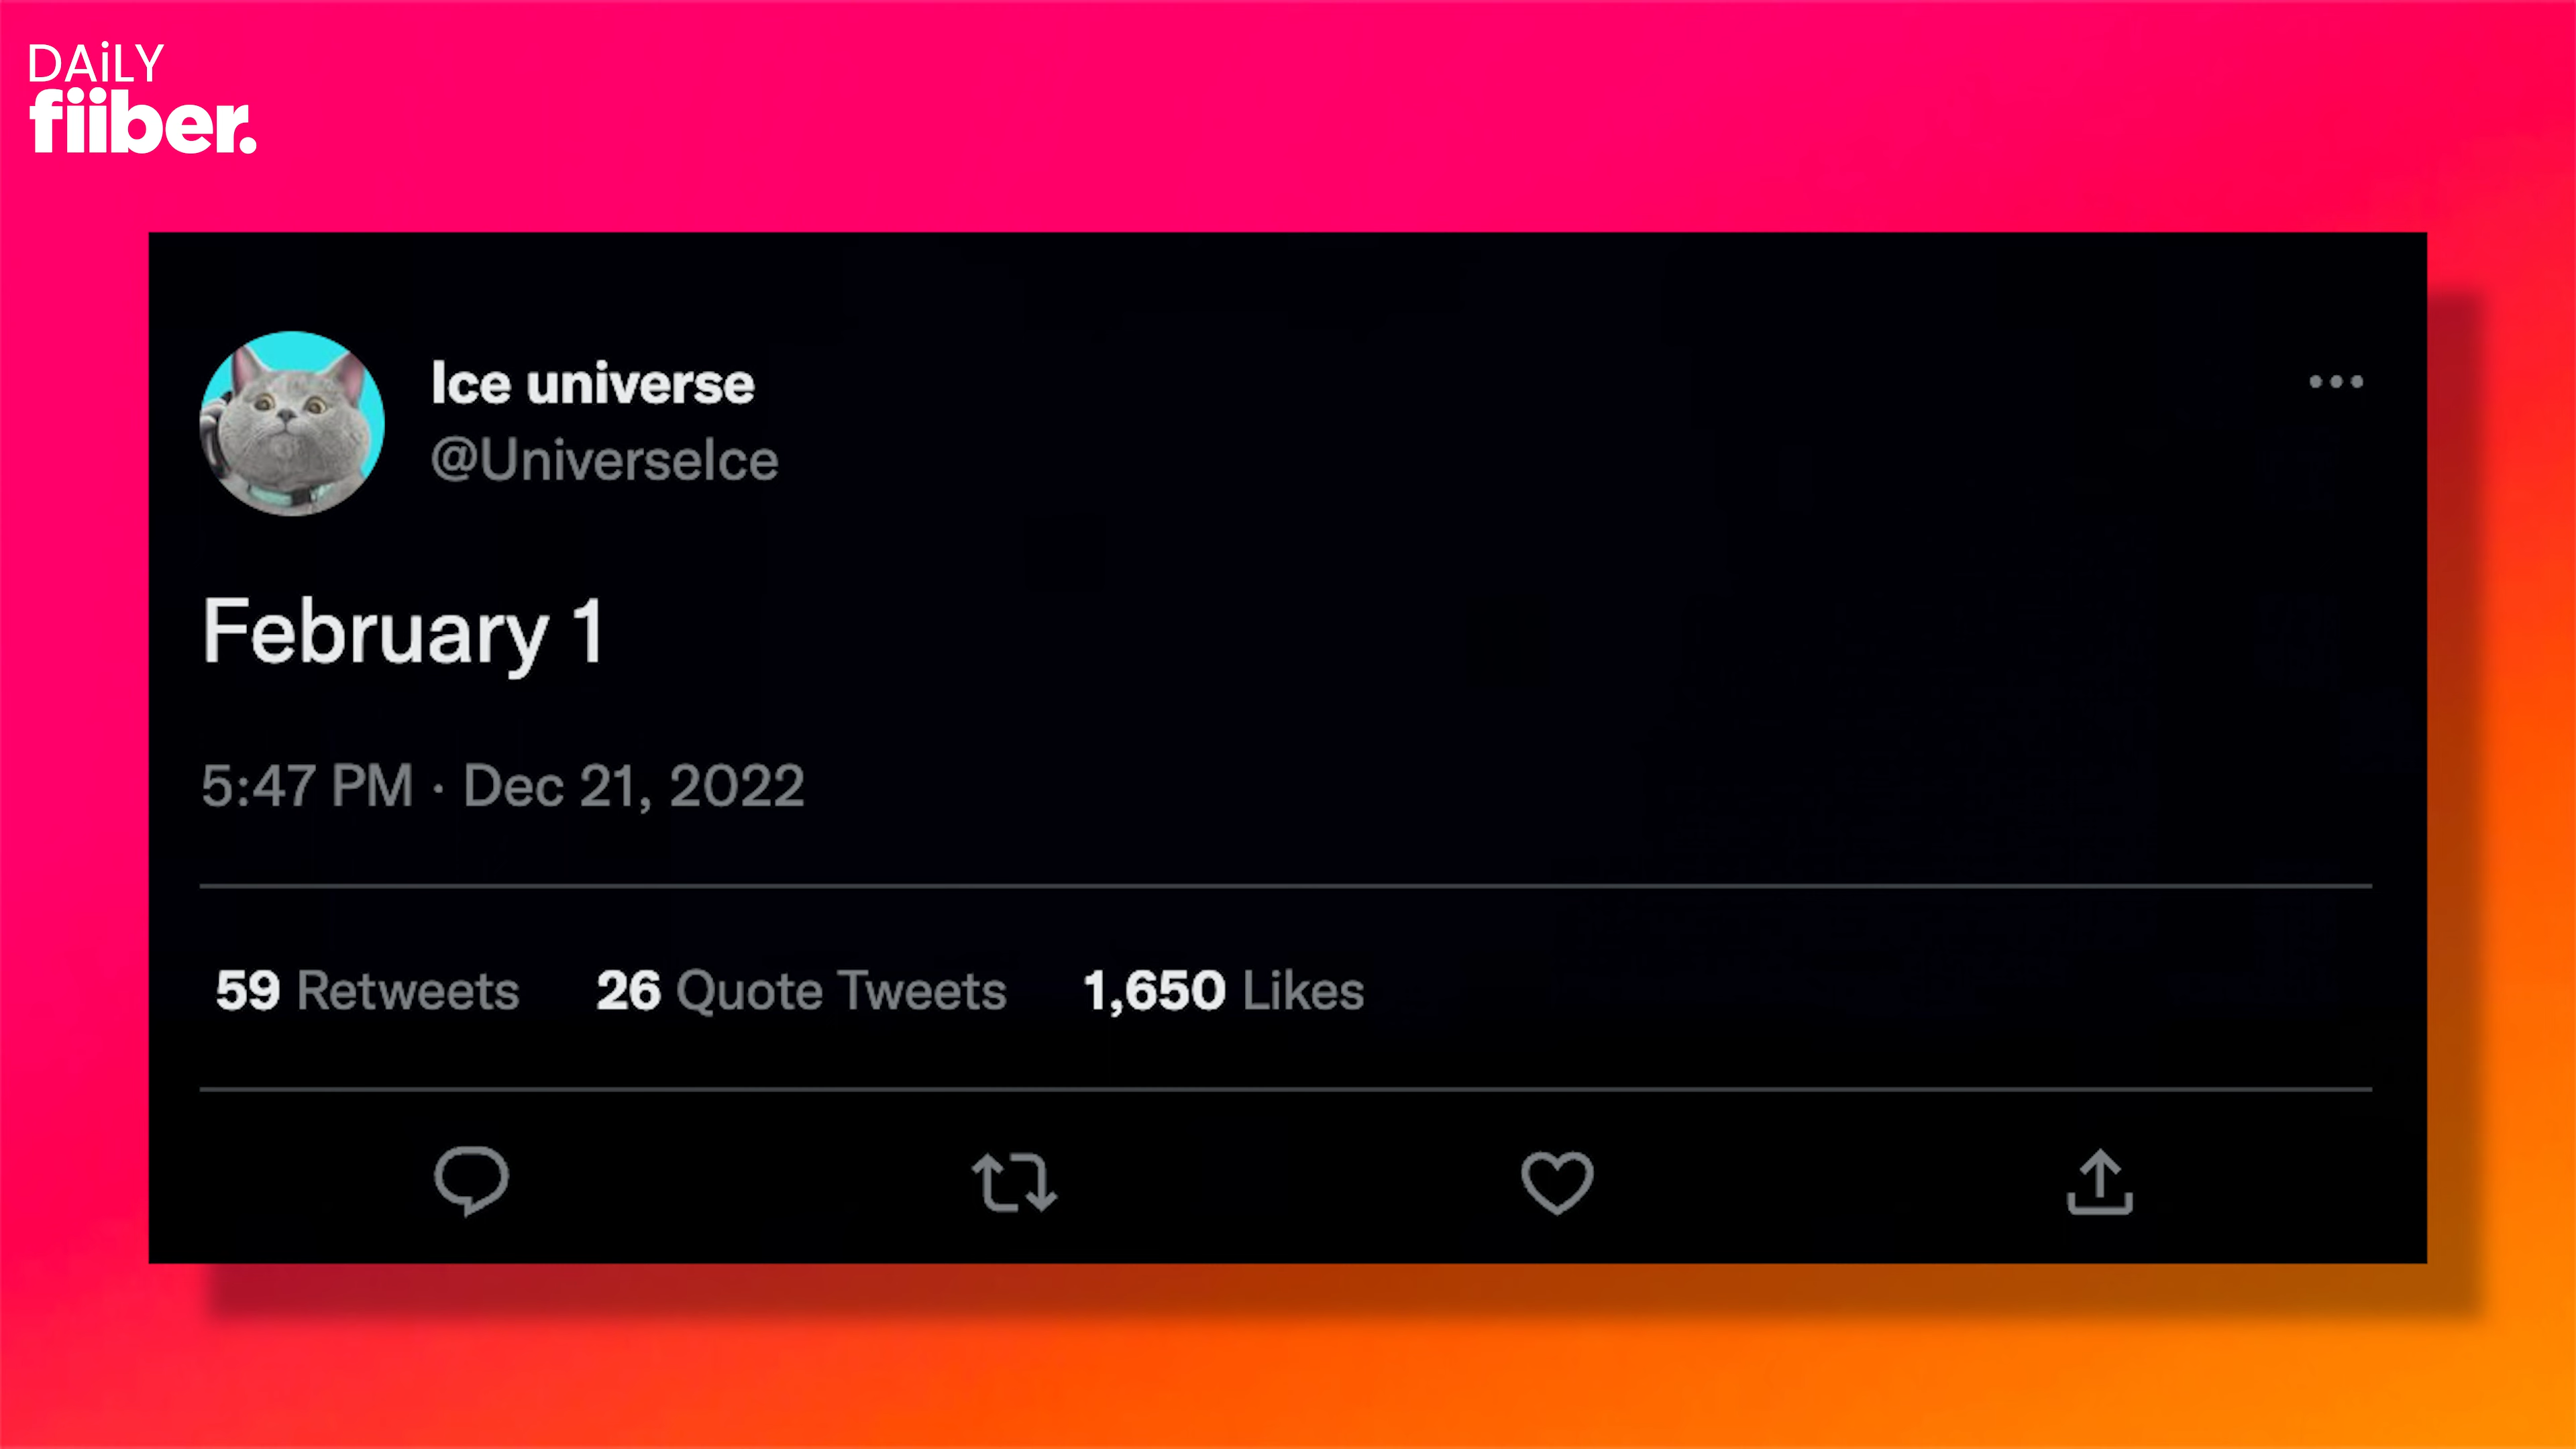 DAiLY
fiiber.
Ice universe
@UniverseIce
February 1
5:47 PM · Dec 21, 2022
59 Retweets 26 Quote Tweets 1,650 Likes